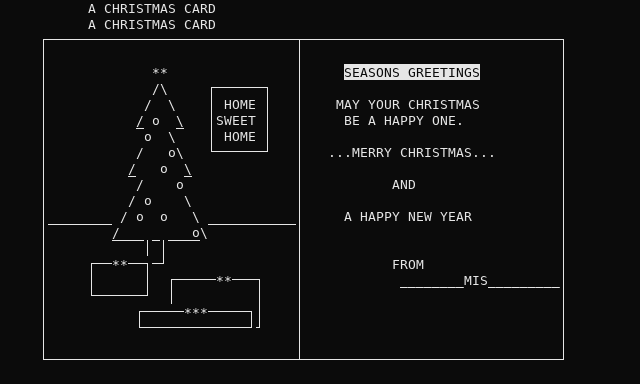 A CHRISTMAS CARD
A CHRISTMAS CARD
HOME
SWEET
HOME
SEASONS GREETINGS
MAY YOUR CHRISTMAS
BE A HAPPY ONE.
...MERRY CHRISTMAS...
AND
A HAPPY NEW YEAR
FROM
________MIS_________